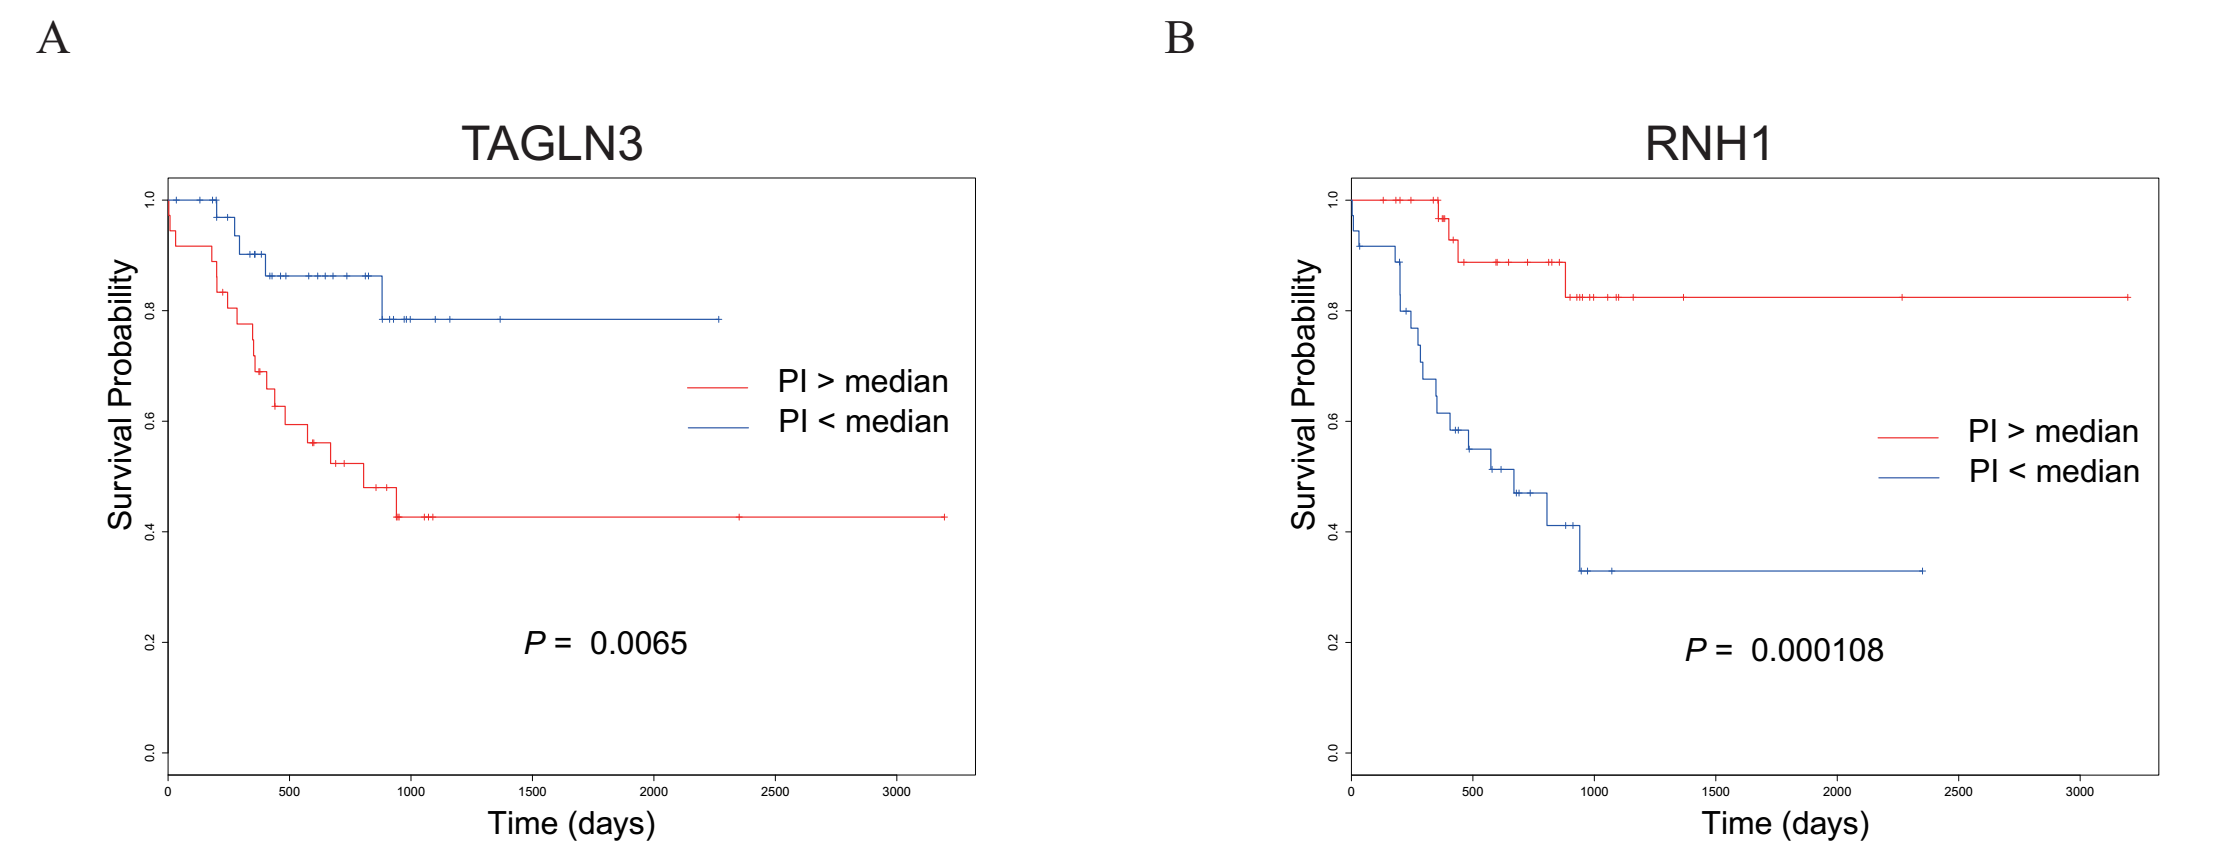 A
TAGLN3
Survival Probability
1.0
0.8
0.6
0.4
0.2
0.0
PI > median
PI < median
P = 0.0065
0 500 1000 1500 2000 2500 3000
Time (days)
B
RNH1
Survival Probability
1.0
0.8
0.6
0.4
0.2
0.0
PI > median
PI < median
P = 0.000108
0 500 1000 1500 2000 2500 3000
Time (days)